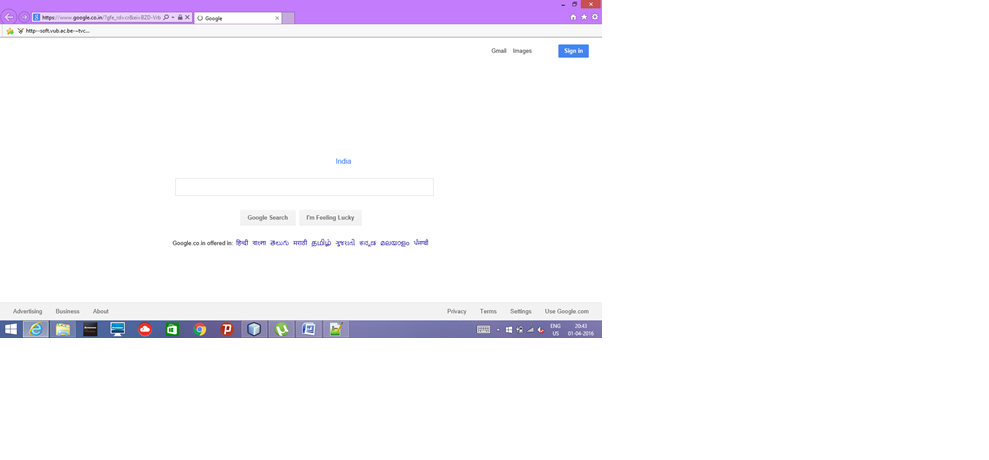 https://www.google.co.in/?gfe_rd=cr&ei=BZD-Vrb
Google
http--soft.vub.ac.be-~tvc...
Gmail Images Sign in
India
Google Search I'm Feeling Lucky
Google.co.in offered in: हिन्दी বাংলা తెలుగు मराठी தமிழ் ગુજરાતી ಕನ್ನಡ മലയാളം ਪੰਜਾਬੀ
Advertising Business About Privacy Terms Settings Use Google.com
ENG 20:43
US 01-04-2016